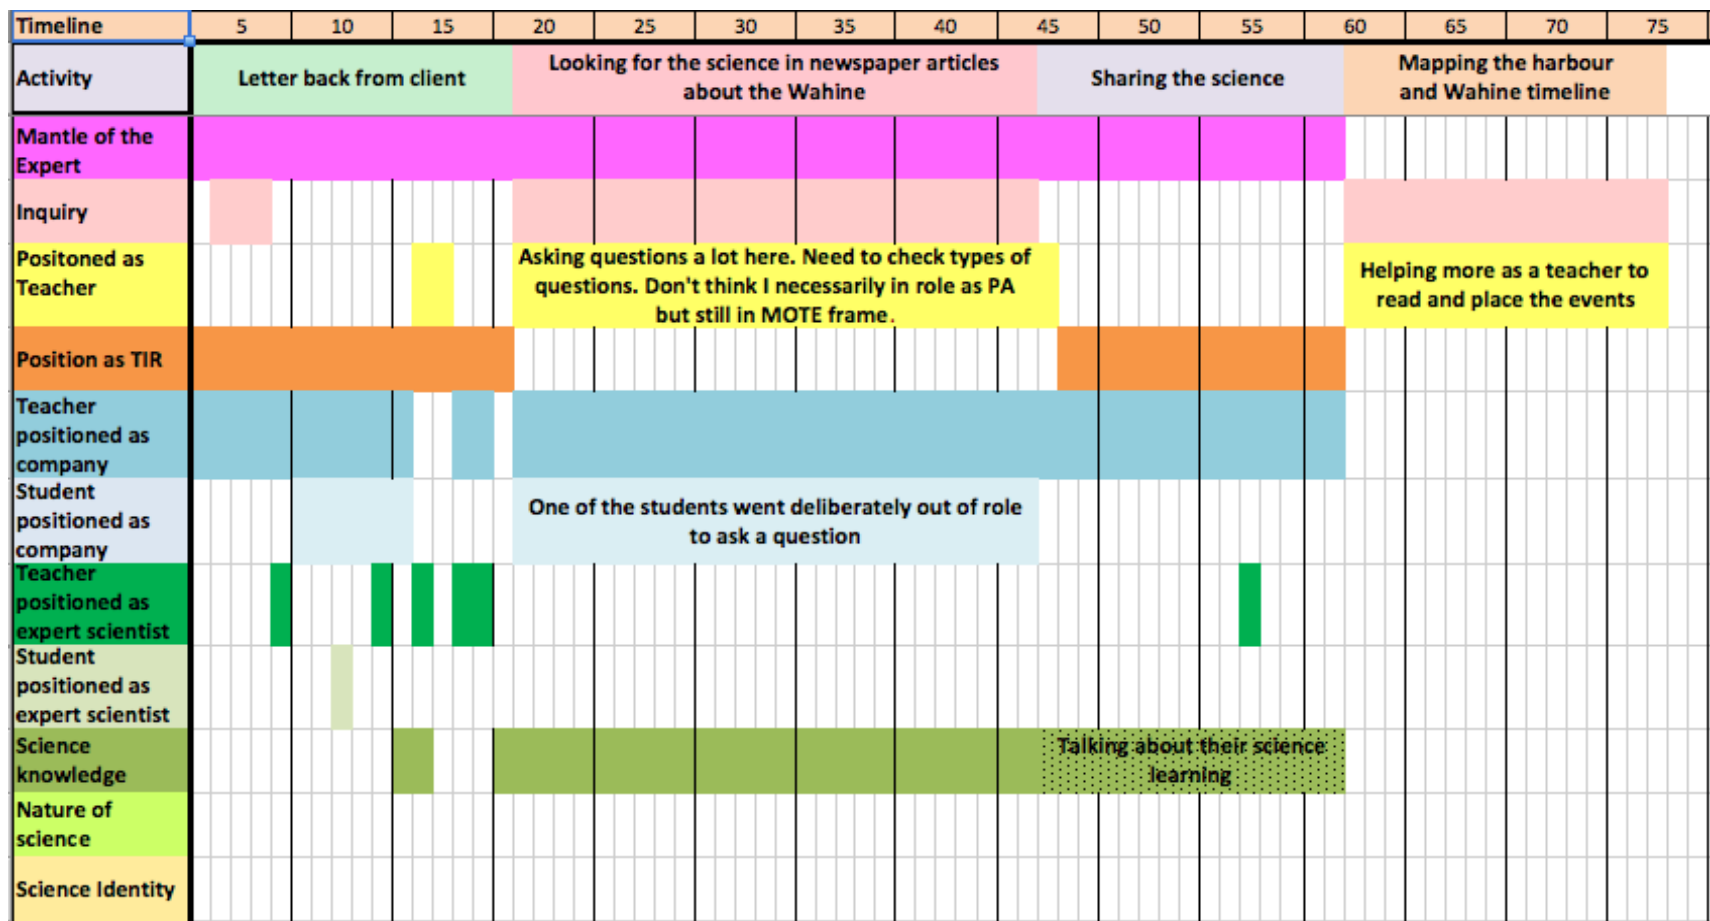 Timeline 5 10 15 20 25 30 35 40 45 50 55 60 65 70 75
Activity
Letter back from client
Looking for the science in newspaper articles
about the Wahine
Sharing the science
Mapping the harbour
and Wahine timeline
Mantle of the
Expert
Inquiry
Positoned as
Teacher
Asking questions a lot here. Need to check types of
questions. Don't think I necessarily in role as PA
but still in MOTE frame.
Helping more as a teacher to
read and place the events
Position as TIR
Teacher
positioned as
company
Student
positioned as
company
One of the students went deliberately out of role
to ask a question
Teacher
positioned as
expert scientist
Student
positioned as
expert scientist
Science
knowledge
Talking about their science
learning
Nature of
science
Science Identity